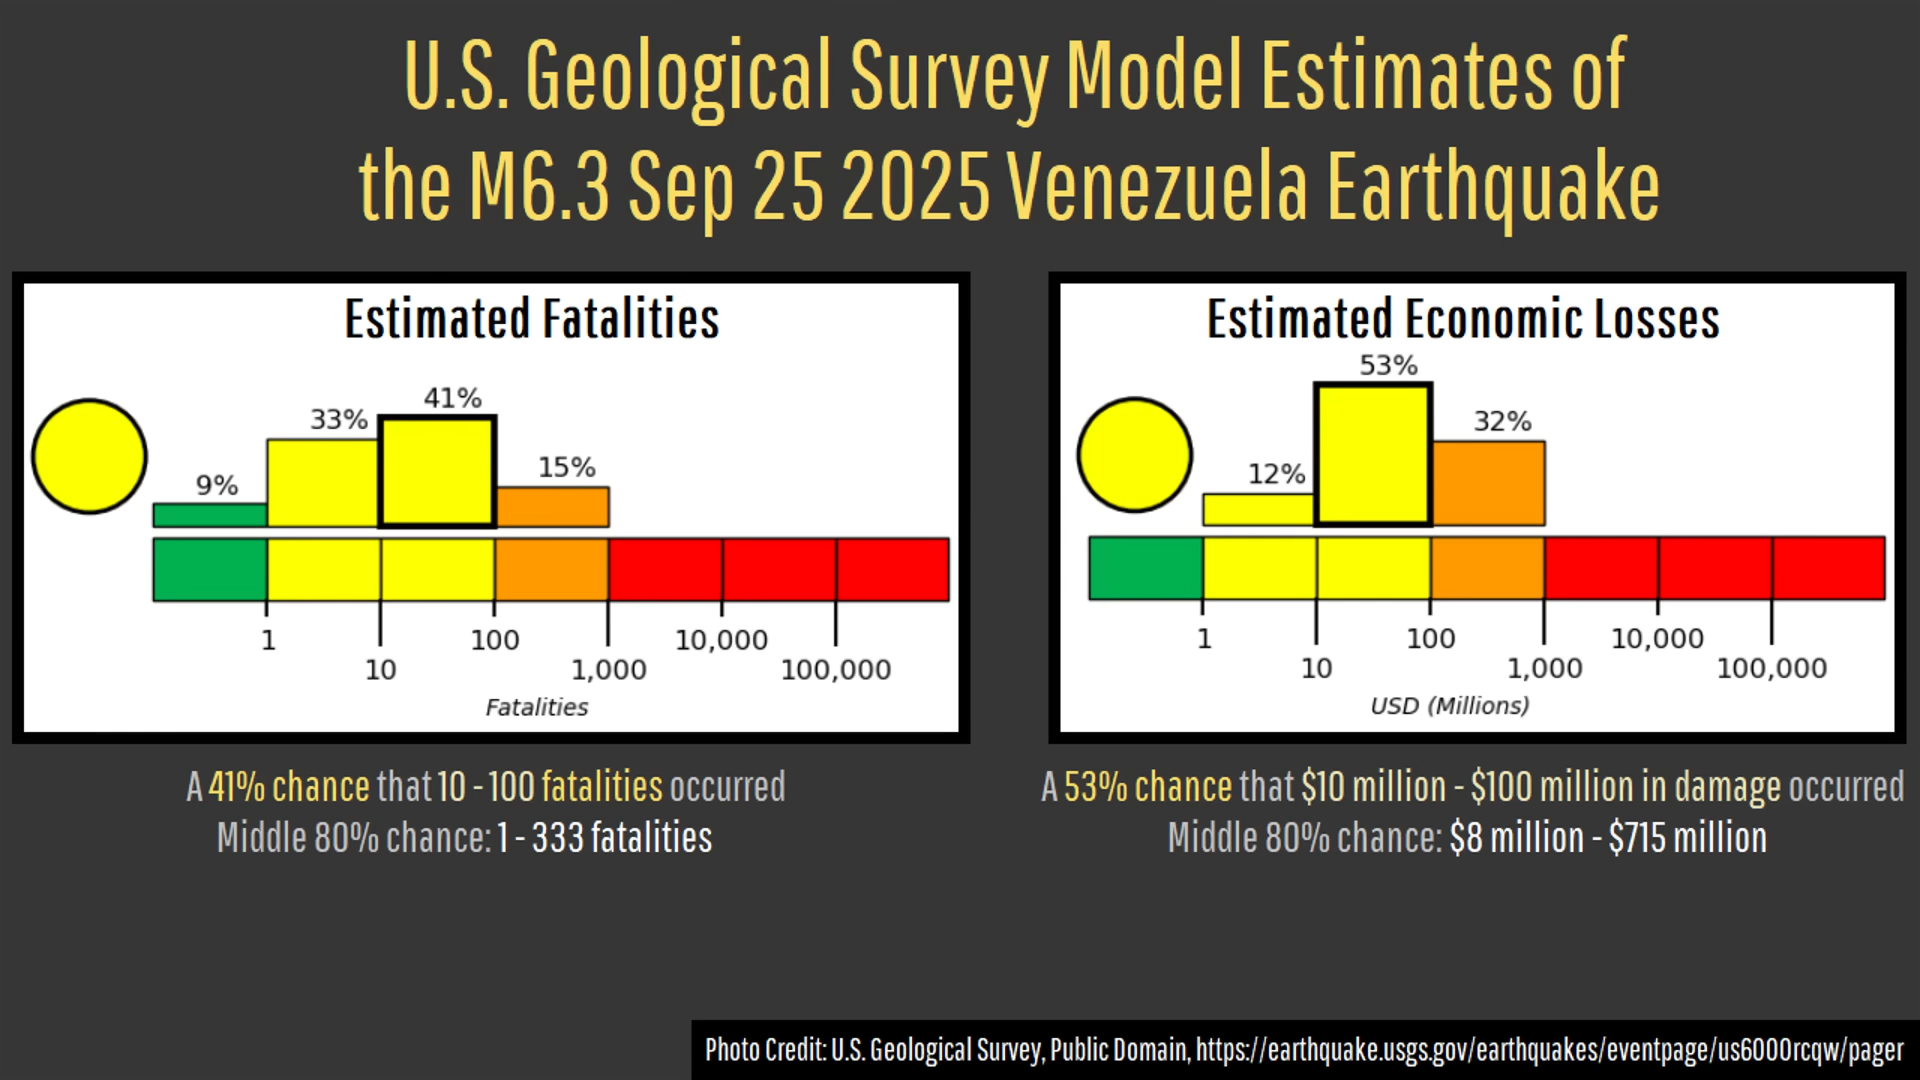 U.S. Geological Survey Model Estimates of
the M6.3 Sep 25 2025 Venezuela Earthquake
Estimated Fatalities
9%
33%
41%
15%
1
10
100
1,000
10,000
100,000
Fatalities
A 41% chance that 10 - 100 fatalities occurred
Middle 80% chance: 1 - 333 fatalities
Estimated Economic Losses
12%
53%
32%
1
10
100
1,000
10,000
100,000
USD (Millions)
A 53% chance that $10 million - $100 million in damage occurred
Middle 80% chance: $8 million - $715 million
Photo Credit: U.S. Geological Survey, Public Domain, https://earthquake.usgs.gov/earthquakes/eventpage/us6000rcqw/pager